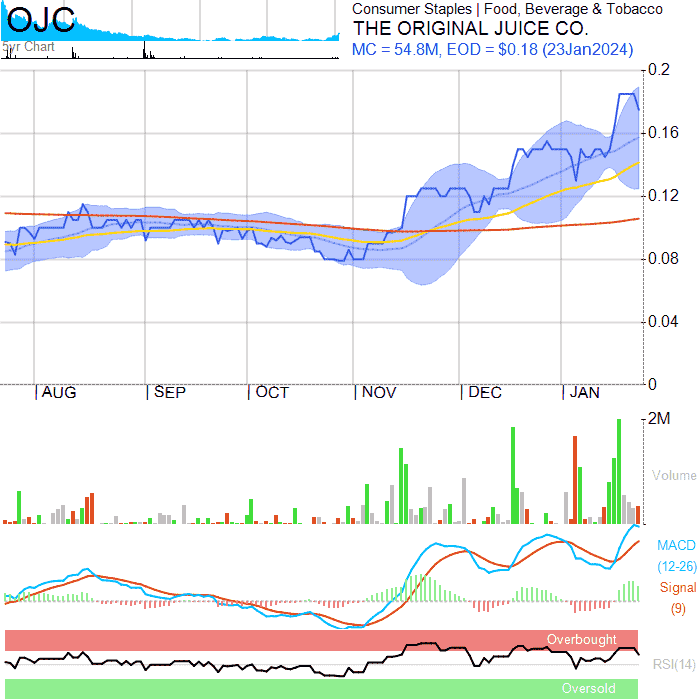 OJC
5yr Chart
Consumer Staples | Food, Beverage & Tobacco
THE ORIGINAL JUICE CO.
MC = 54.8M, EOD = $0.18 (23Jan2024)
0.2
0.16
0.12
0.08
0.04
0
AUG SEP OCT NOV DEC JAN
2M
Volume
MACD
(12-26)
Signal
(9)
Overbought
RSI(14)
Oversold